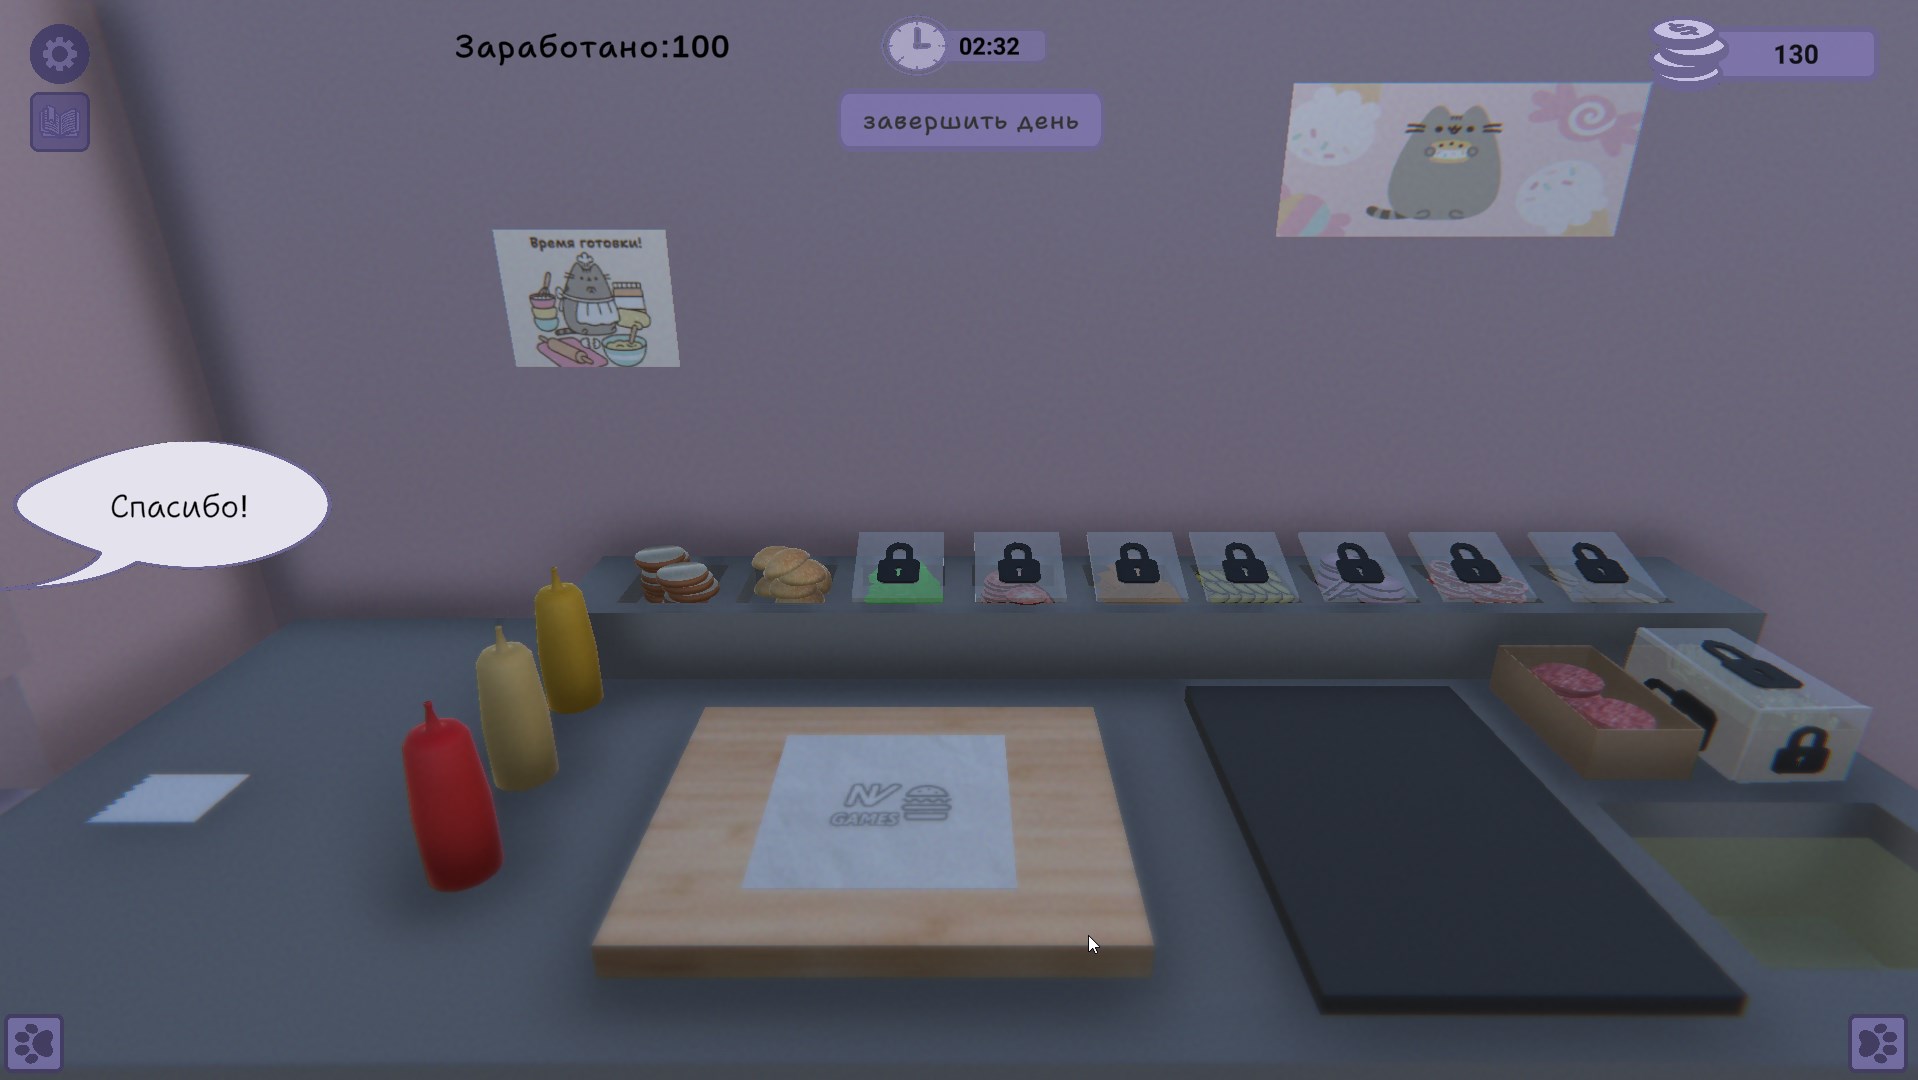 Заработано:100
02:32
130
завершить день
Время готовки!
Спасибо!
NV
GAMES